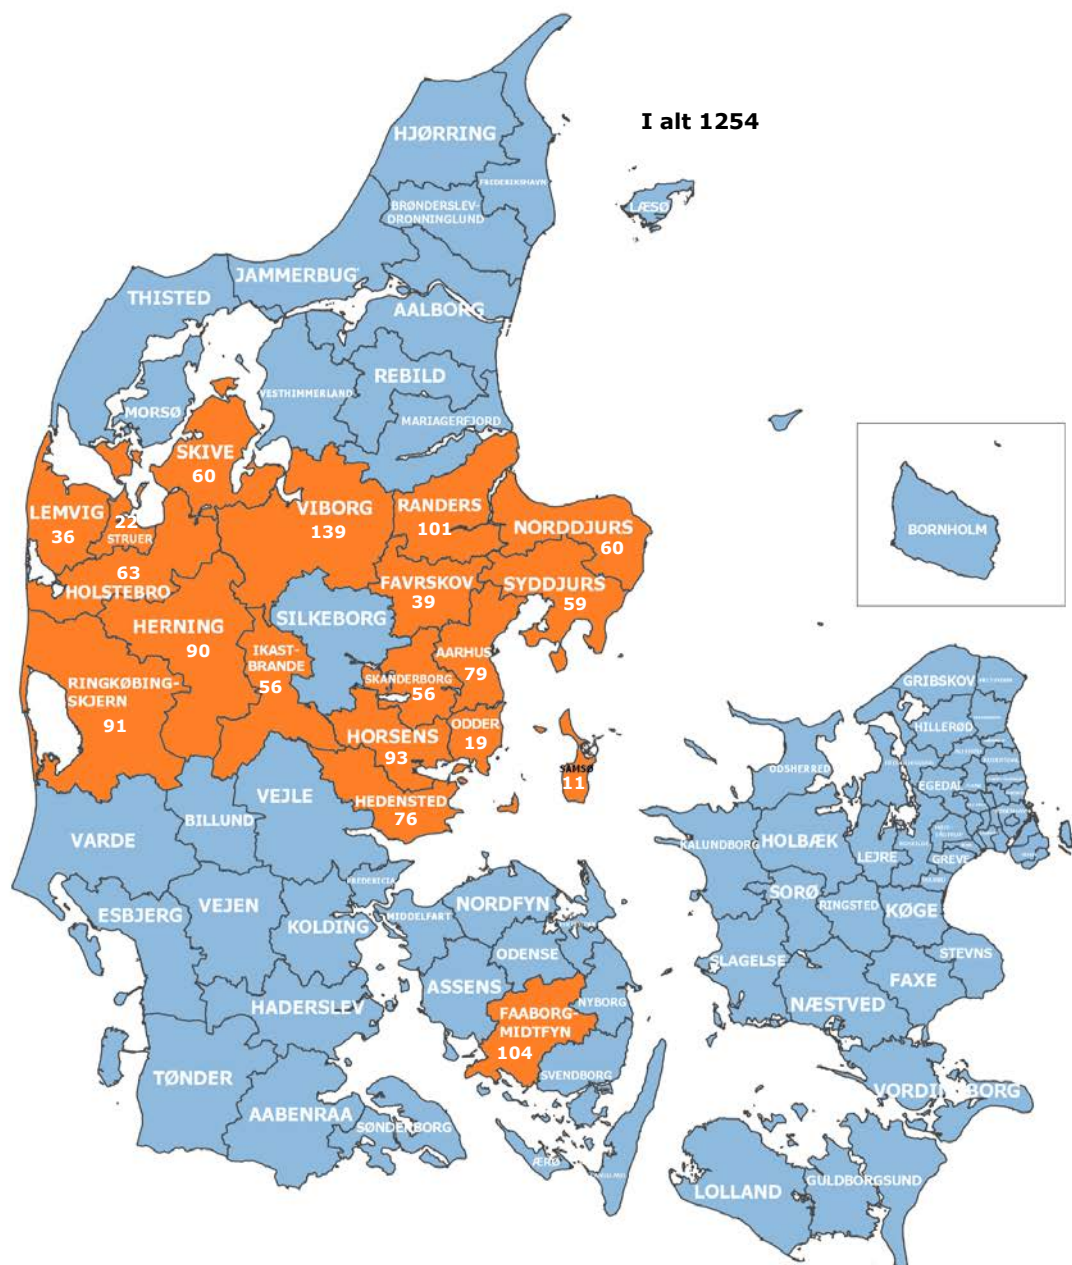 I alt 1254
HJØRRING
FREDERIKSHAVN
LÆSØ
BRØNDERSLEV-
DRONNINGLUND
JAMMERBUG
THISTED
AALBORG
REBILD
VESTHIMMERLAND
MORSØ
MARIAGERFJORD
SKIVE
60
VIBORG
139
RANDERS
101
LEMVIG
36
22
STRUER
NORDDJURS
60
BORNHOLM
63
HOLSTEBRO
FAVRSKOV
39
SYDDJURS
59
HERNING
90
SILKEBORG
IKAST-
BRANDE
56
AARHUS
79
SKANDERBORG
56
RINGKØBING-
SKJERN
91
HORSENS
93
ODDER
19
SAMSØ
11
HEDENSTED
76
GRIBSKOV
HILLERØD
ODSHERRED
EGEDAL
VEJLE
BILLUND
VARDE
KALUNDBORG
HOLBÆK
LEJRE
GREVE
FREDERICIA
VEJEN
ESBJERG
KOLDING
MIDDELFART
NORDFYN
SORØ
RINGSTED
KØGE
ODENSE
ASSENS
SLAGELSE
STEVNS
FAXE
NÆSTVED
HADERSLEV
NYBORG
FAABORG-
MIDTFYN
104
SVENDBORG
TØNDER
AABENRAA
SØNDERBORG
VORDINGBORG
ÆRØ
LOLLAND
GULDBORGSUND